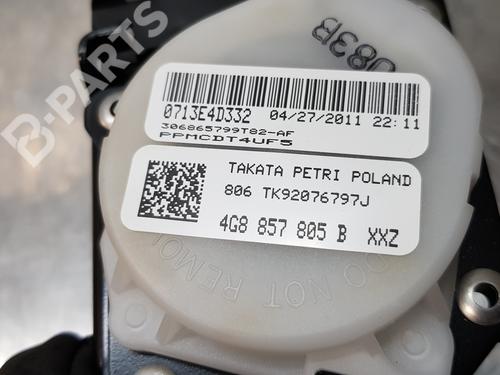 B-PARTS
083B
0713E4D332 04/27/2011 22:11
306865799T82-AF
PPMCDT4UF5
TAKATA PETRI POLAND
806 TK92076797J
4G8 857 805 B XXZ
DO NOT REMO